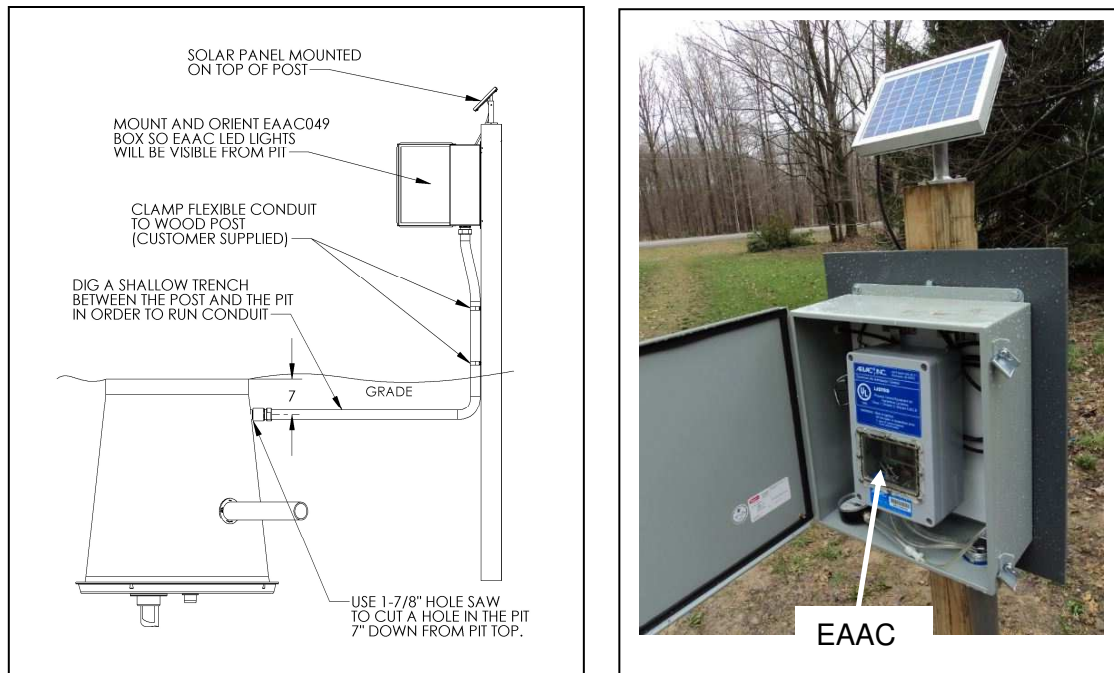 SOLAR PANEL MOUNTED
ON TOP OF POST
MOUNT AND ORIENT EAAC049
BOX SO EAAC LED LIGHTS
WILL BE VISIBLE FROM PIT
CLAMP FLEXIBLE CONDUIT
TO WOOD POST
(CUSTOMER SUPPLIED)
DIG A SHALLOW TRENCH
BETWEEN THE POST AND THE PIT
IN ORDER TO RUN CONDUIT
7
GRADE
USE 1-7/8" HOLE SAW
TO CUT A HOLE IN THE PIT
7" DOWN FROM PIT TOP.
INC.
UL
LISTED
EAAC